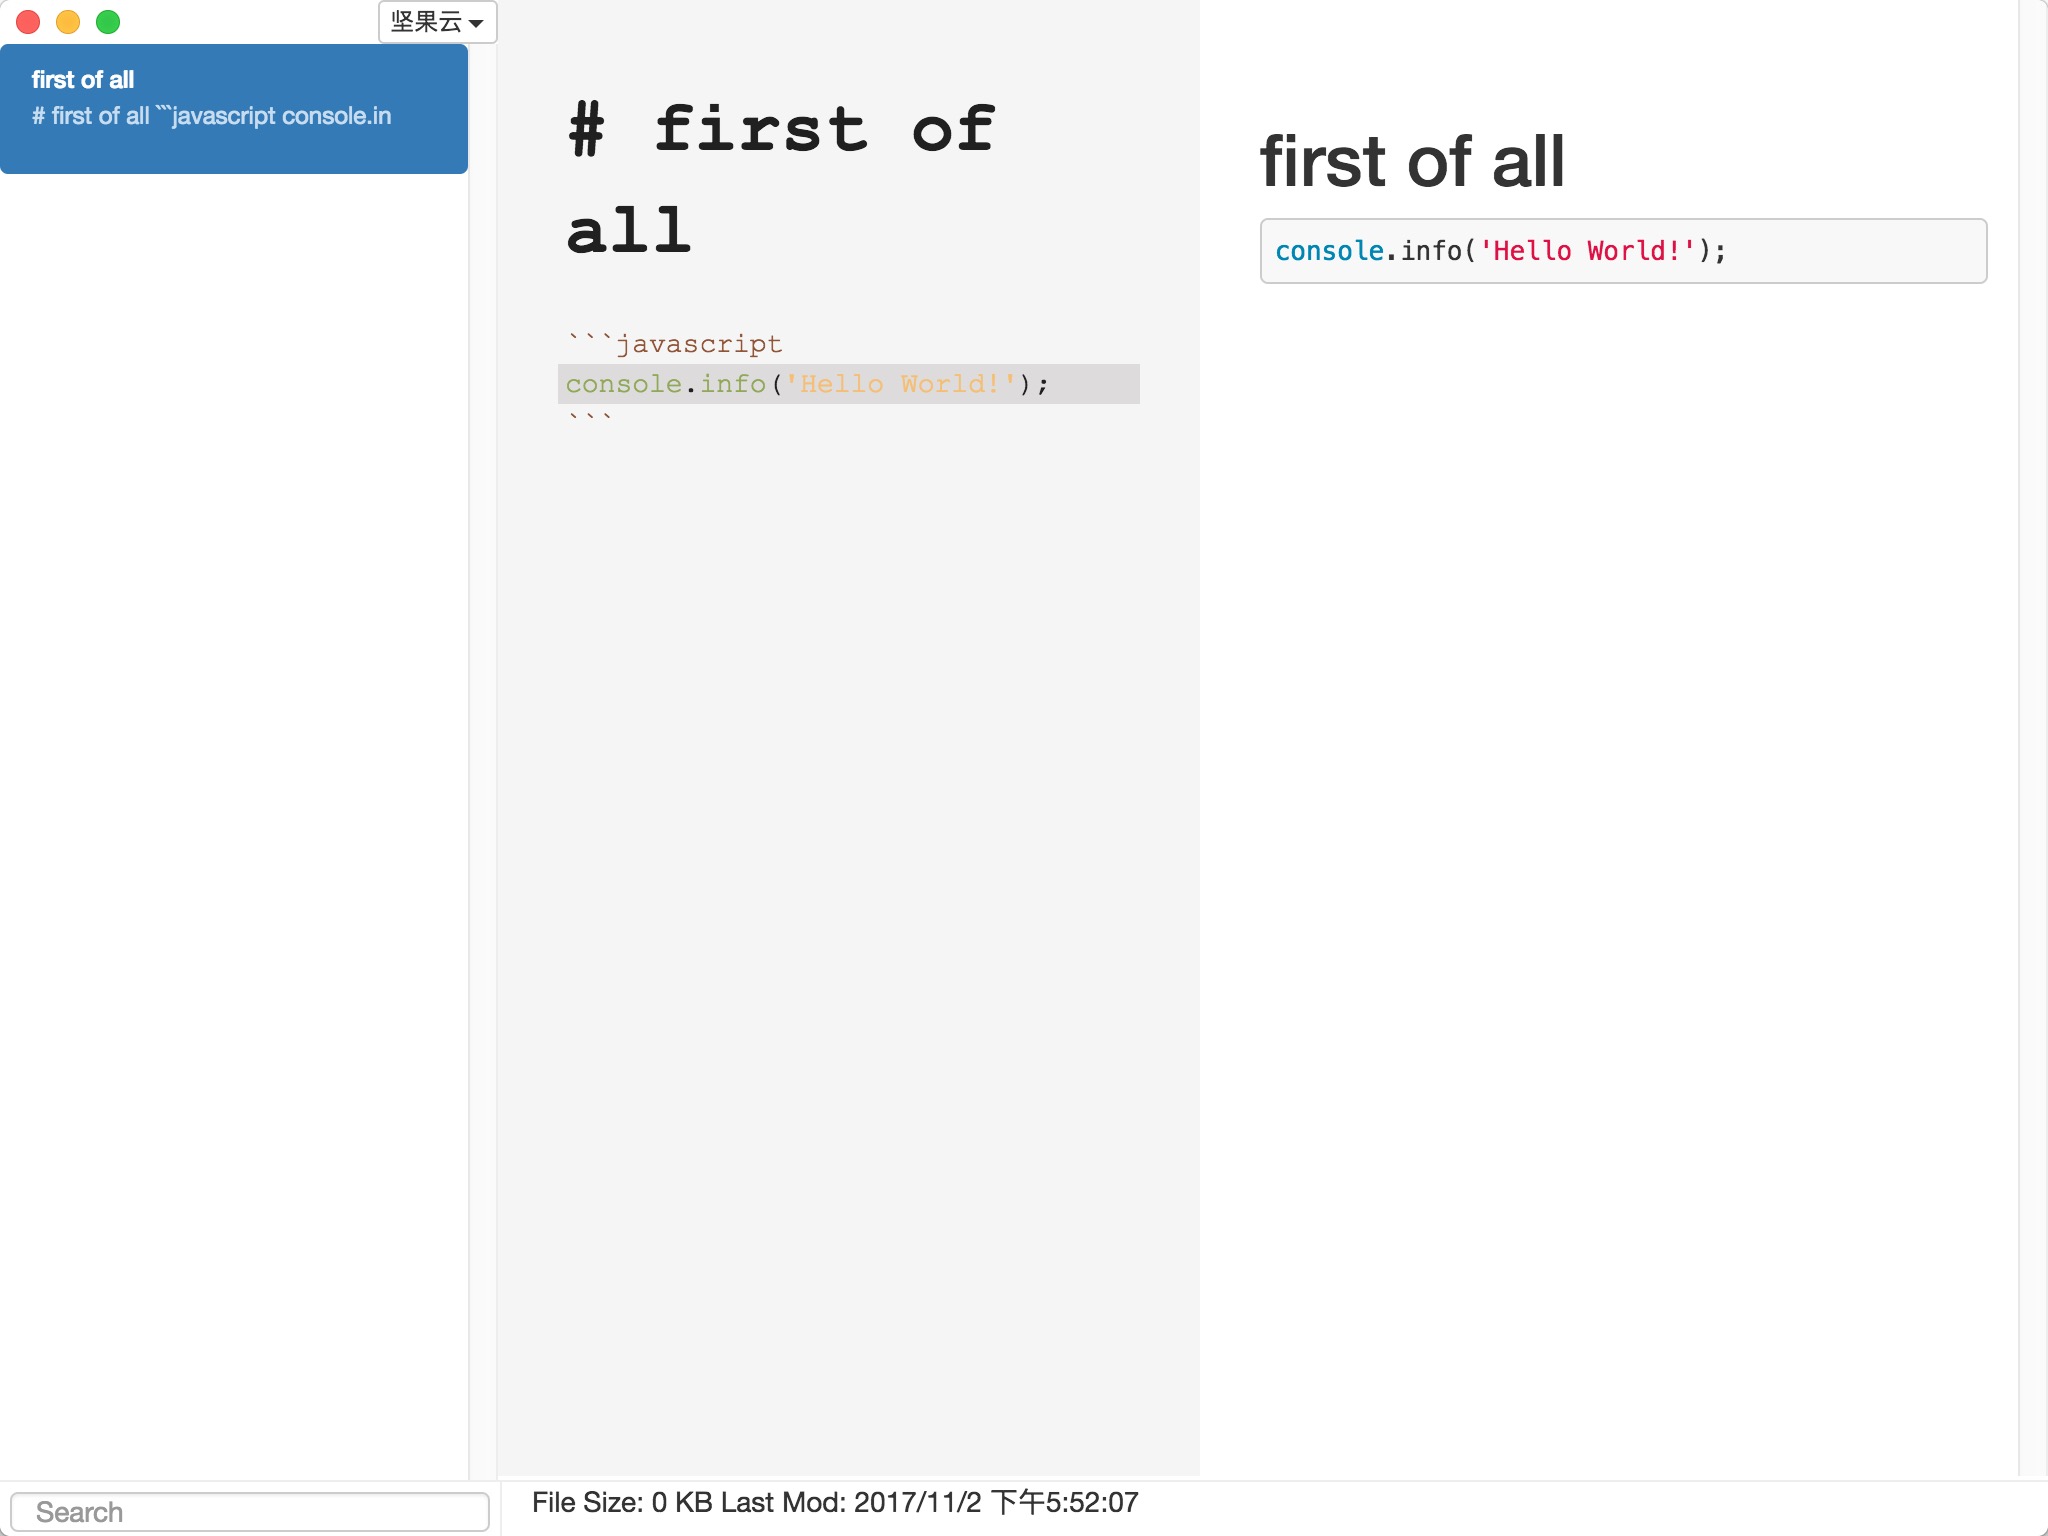 坚果云
first of all
# first of all ```javascript console.in
# first of
all
```javascript
console.info('Hello World!');
```
first of all
console.info('Hello World!');
Search
File Size: 0 KB Last Mod: 2017/11/2 下午5:52:07